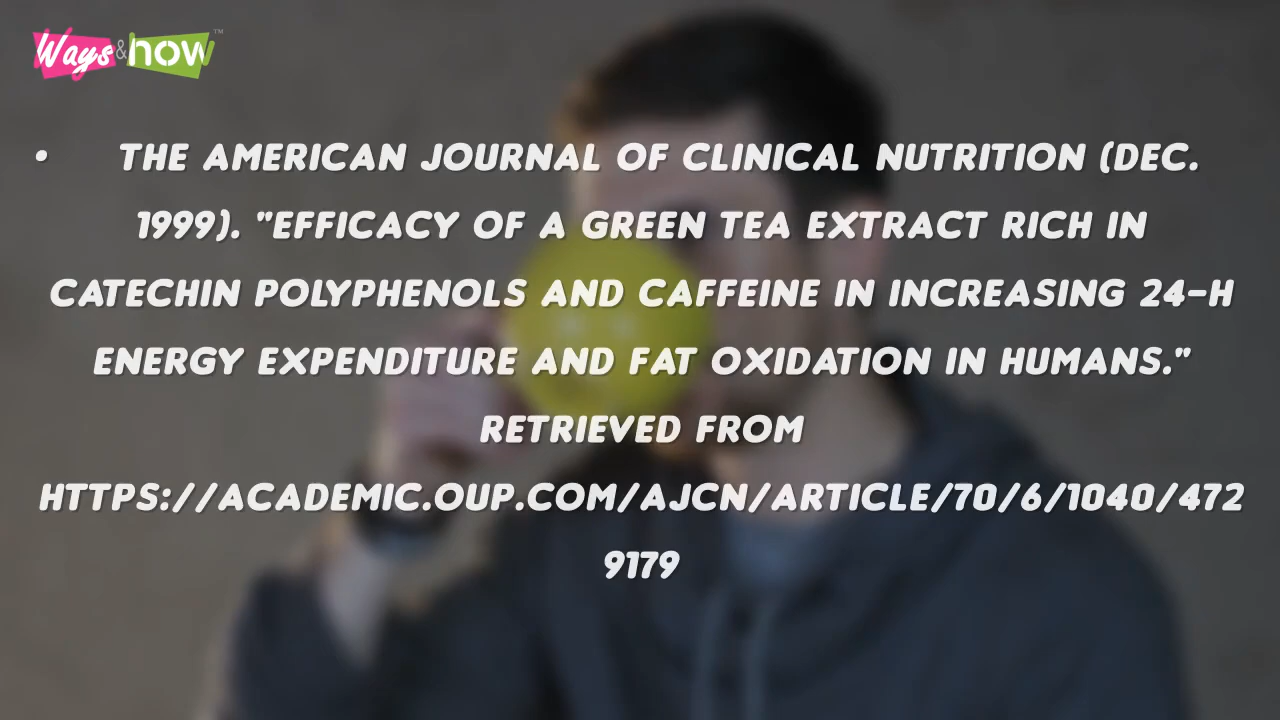 Ways & how ™
• THE AMERICAN JOURNAL OF CLINICAL NUTRITION (DEC.
1999). "EFFICACY OF A GREEN TEA EXTRACT RICH IN
CATECHIN POLYPHENOLS AND CAFFEINE IN INCREASING 24-H
ENERGY EXPENDITURE AND FAT OXIDATION IN HUMANS."
RETRIEVED FROM
HTTPS://ACADEMIC.OUP.COM/AJCN/ARTICLE/70/6/1040/472
9179